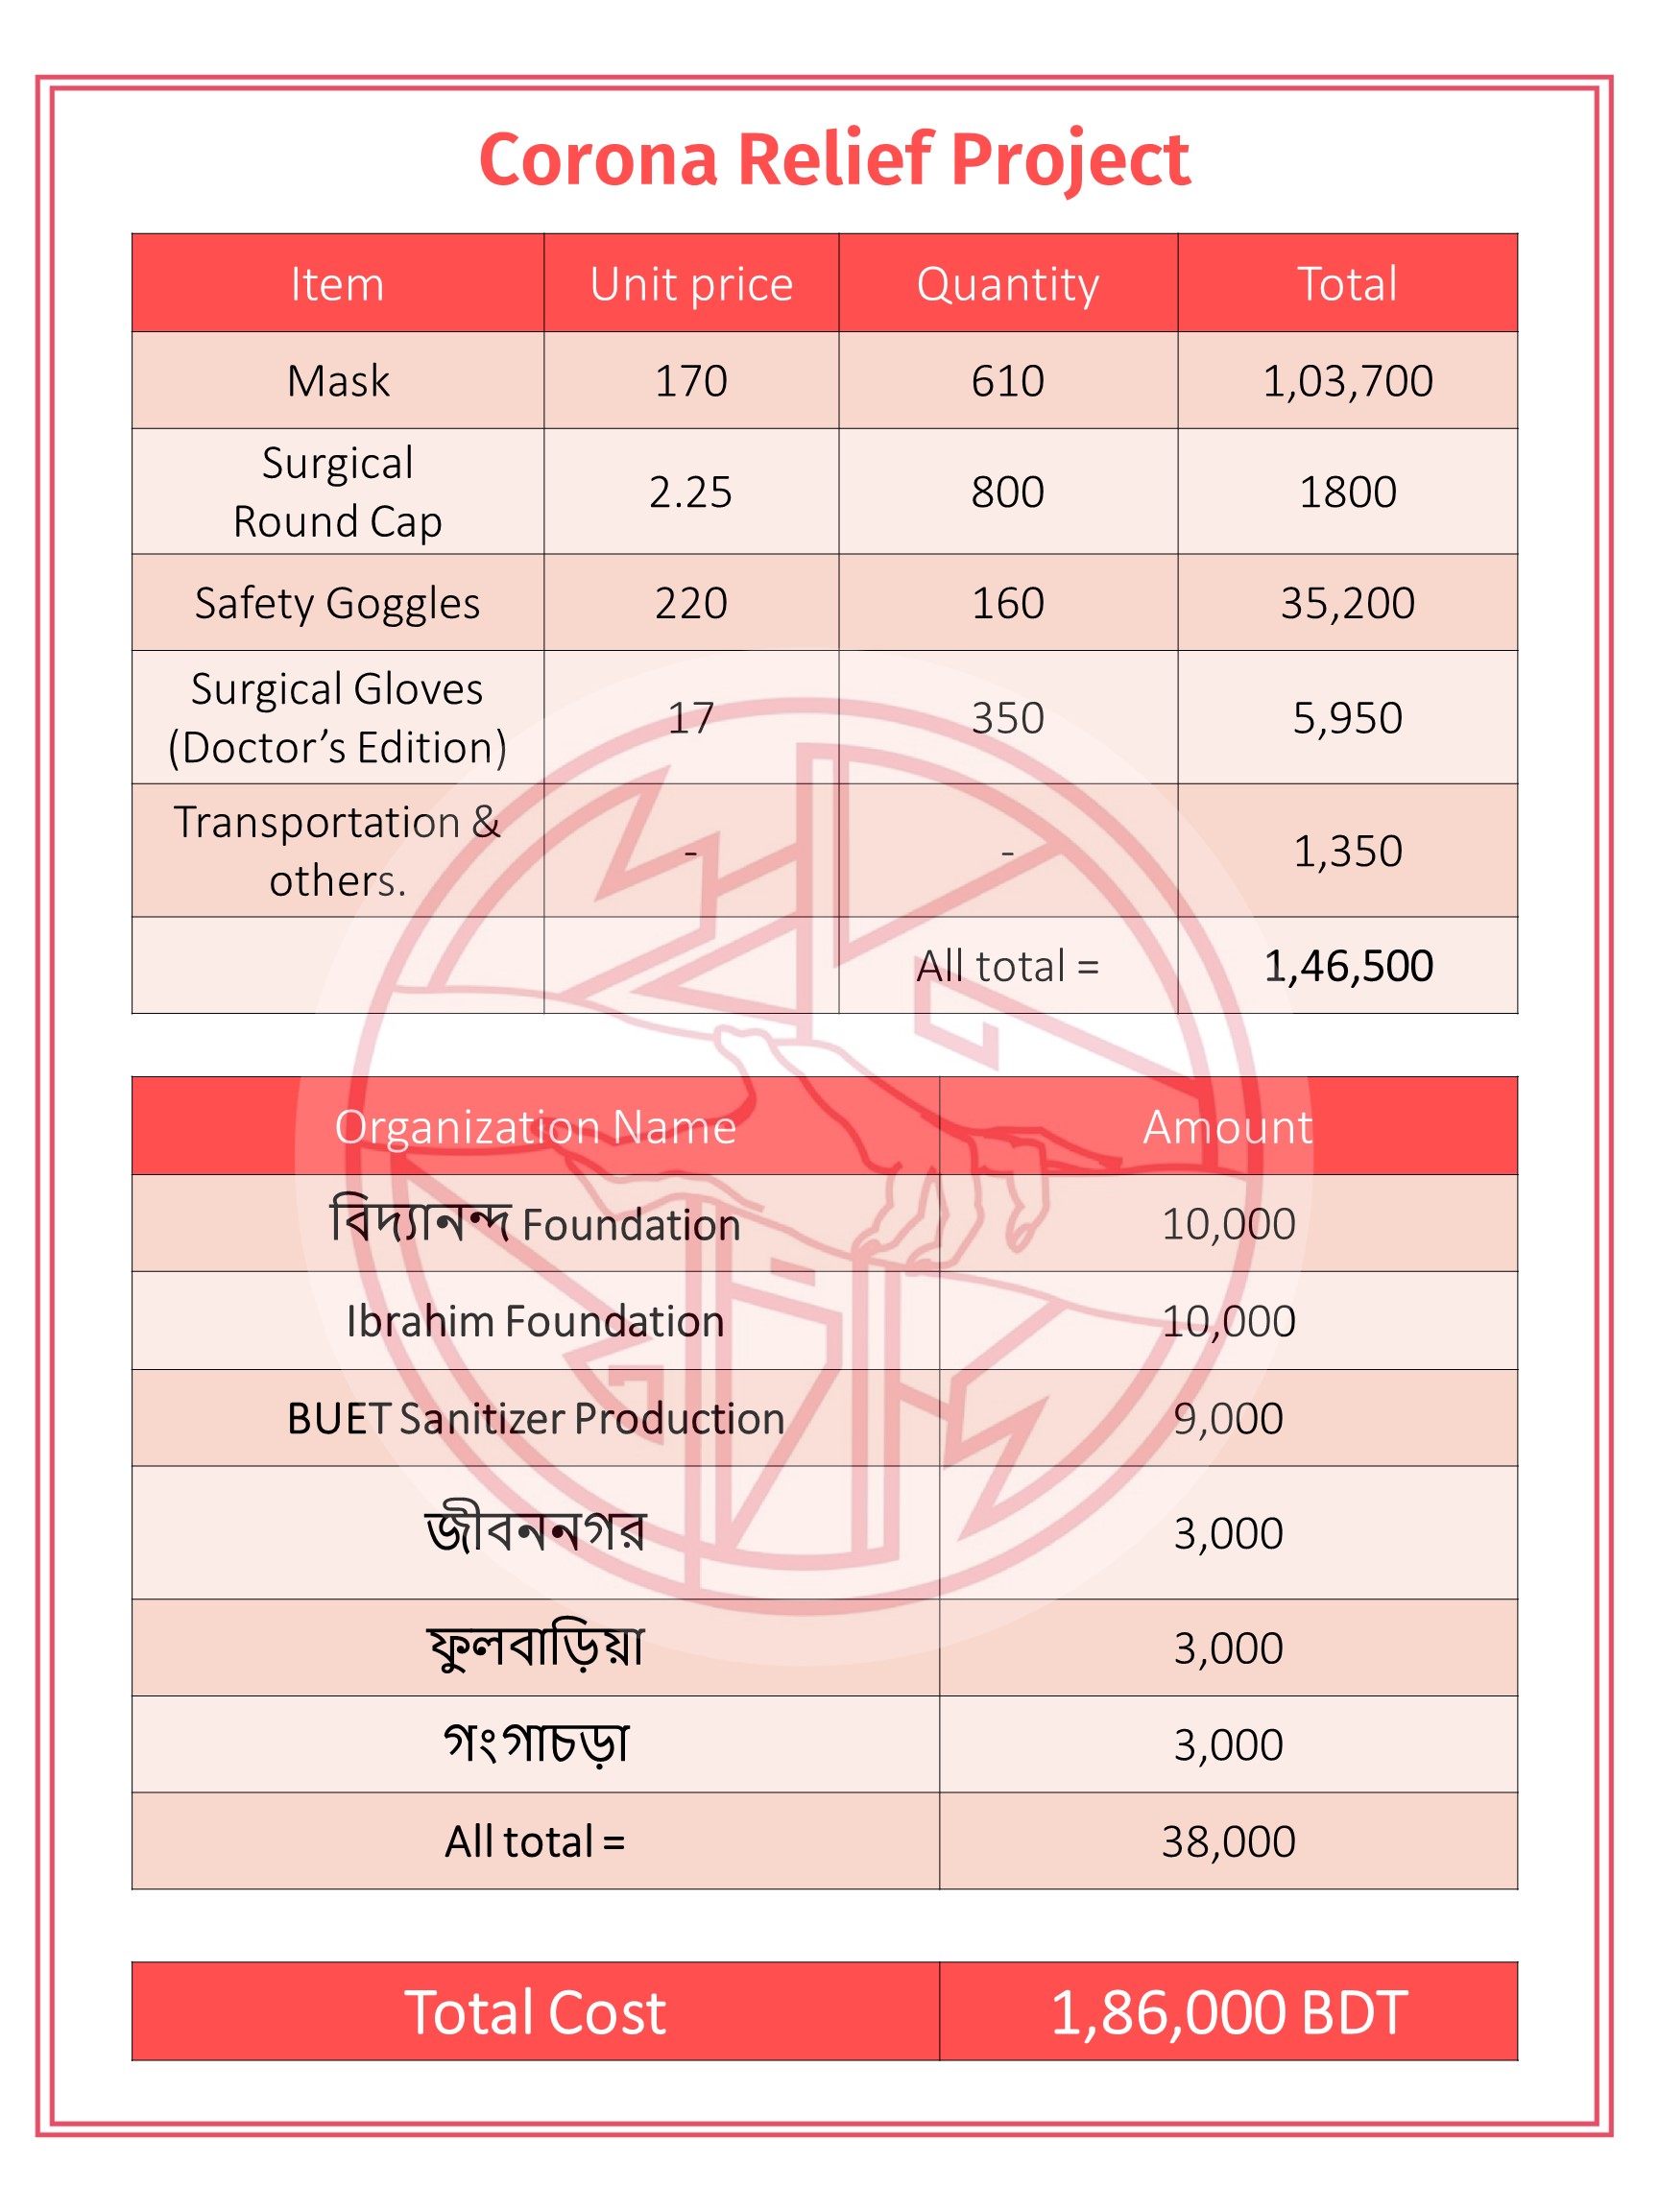 Corona Relief Project
Item Unit price Quantity Total
Mask 170 610 1,03,700
Surgical
Round Cap 2.25 800 1800
Safety Goggles 220 160 35,200
Surgical Gloves
(Doctor’s Edition) 17 350 5,950
Transportation &
others. - - 1,350
All total = 1,46,500
Organization Name Amount
বিদ্যানন্দ Foundation 10,000
Ibrahim Foundation 10,000
BUET Sanitizer Production 9,000
জীবননগর 3,000
ফুলবাড়িয়া 3,000
গংগাচড়া 3,000
All total = 38,000
Total Cost 1,86,000 BDT